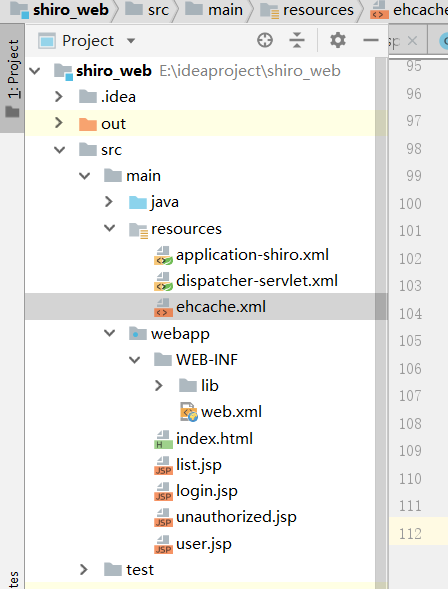 shiro_web src main resources ehcache
Project
sp
1: Project
shiro_web E:\ideaproject\shiro_web
.idea
out
src
main
java
resources
application-shiro.xml
dispatcher-servlet.xml
ehcache.xml
webapp
WEB-INF
lib
web.xml
index.html
list.jsp
login.jsp
unauthorized.jsp
user.jsp
test
95
96
97
98
99
100
101
102
103
104
105
106
107
108
109
110
111
112